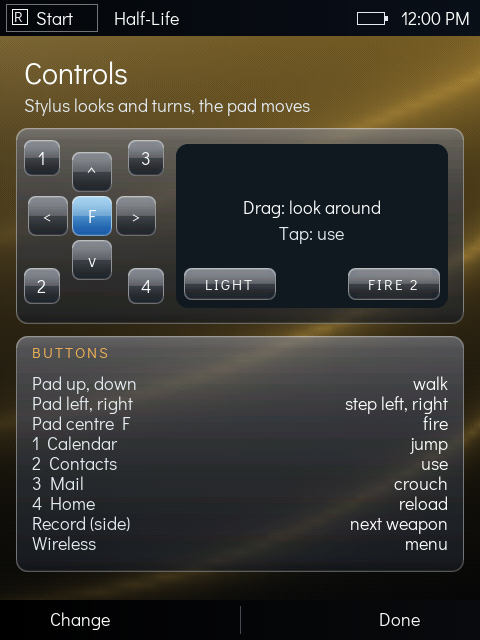 R Start Half-Life 12:00 PM
Controls
Stylus looks and turns, the pad moves
1 ^ 3
< F >
v
2 4
Drag: look around
Tap: use
LIGHT FIRE 2
BUTTONS
Pad up, down walk
Pad left, right step left, right
Pad centre F fire
1 Calendar jump
2 Contacts use
3 Mail crouch
4 Home reload
Record (side) next weapon
Wireless menu
Change Done